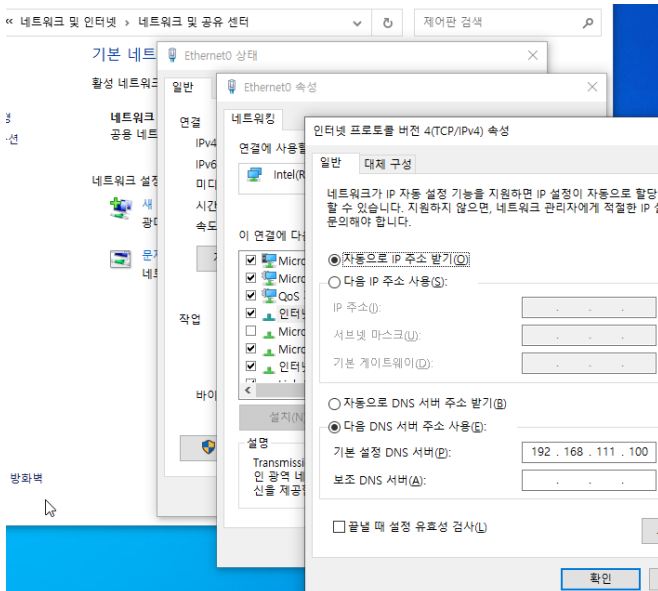 « 네트워크 및 인터넷 › 네트워크 및 공유 센터
제어판 검색
기본 네트
활성 네트워크
네트워크
공용 네트
네트워크 설정
새
광대
문제
네트
션
방화벽
Ethernet0 상태
일반
연결
IPv4
IPv6
미디
시간
속도
작업
바이
Ethernet0 속성
네트워킹
연결에 사용할
Intel(R
이 연결에 다음
Micro
Micro
QoS
인터넷
Micro
Micro
인터넷
설치(N)
설명
Transmissi
인 광역 네
신을 제공
인터넷 프로토콜 버전 4(TCP/IPv4) 속성
일반
대체 구성
네트워크가 IP 자동 설정 기능을 지원하면 IP 설정이 자동으로 할당
할 수 있습니다. 지원하지 않으면, 네트워크 관리자에게 적절한 IP 설
문의해야 합니다.
자동으로 IP 주소 받기(O)
다음 IP 주소 사용(S):
IP 주소(I):
서브넷 마스크(U):
기본 게이트웨이(D):
자동으로 DNS 서버 주소 받기(B)
다음 DNS 서버 주소 사용(E):
기본 설정 DNS 서버(P):
192 . 168 . 111 . 100
보조 DNS 서버(A):
끝낼 때 설정 유효성 검사(L)
확인